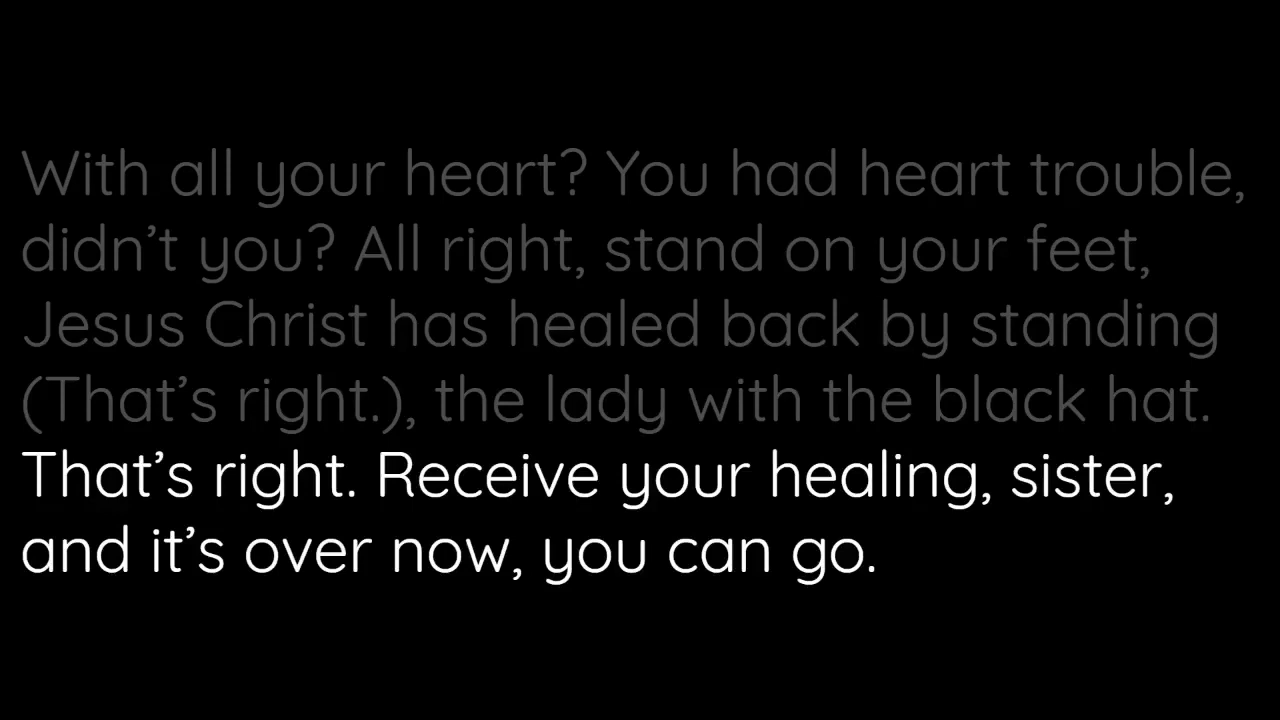 With all your heart? You had heart trouble,
didn’t you? All right, stand on your feet,
Jesus Christ has healed back by standing
(That’s right.), the lady with the black hat.
That’s right. Receive your healing, sister,
and it’s over now, you can go.